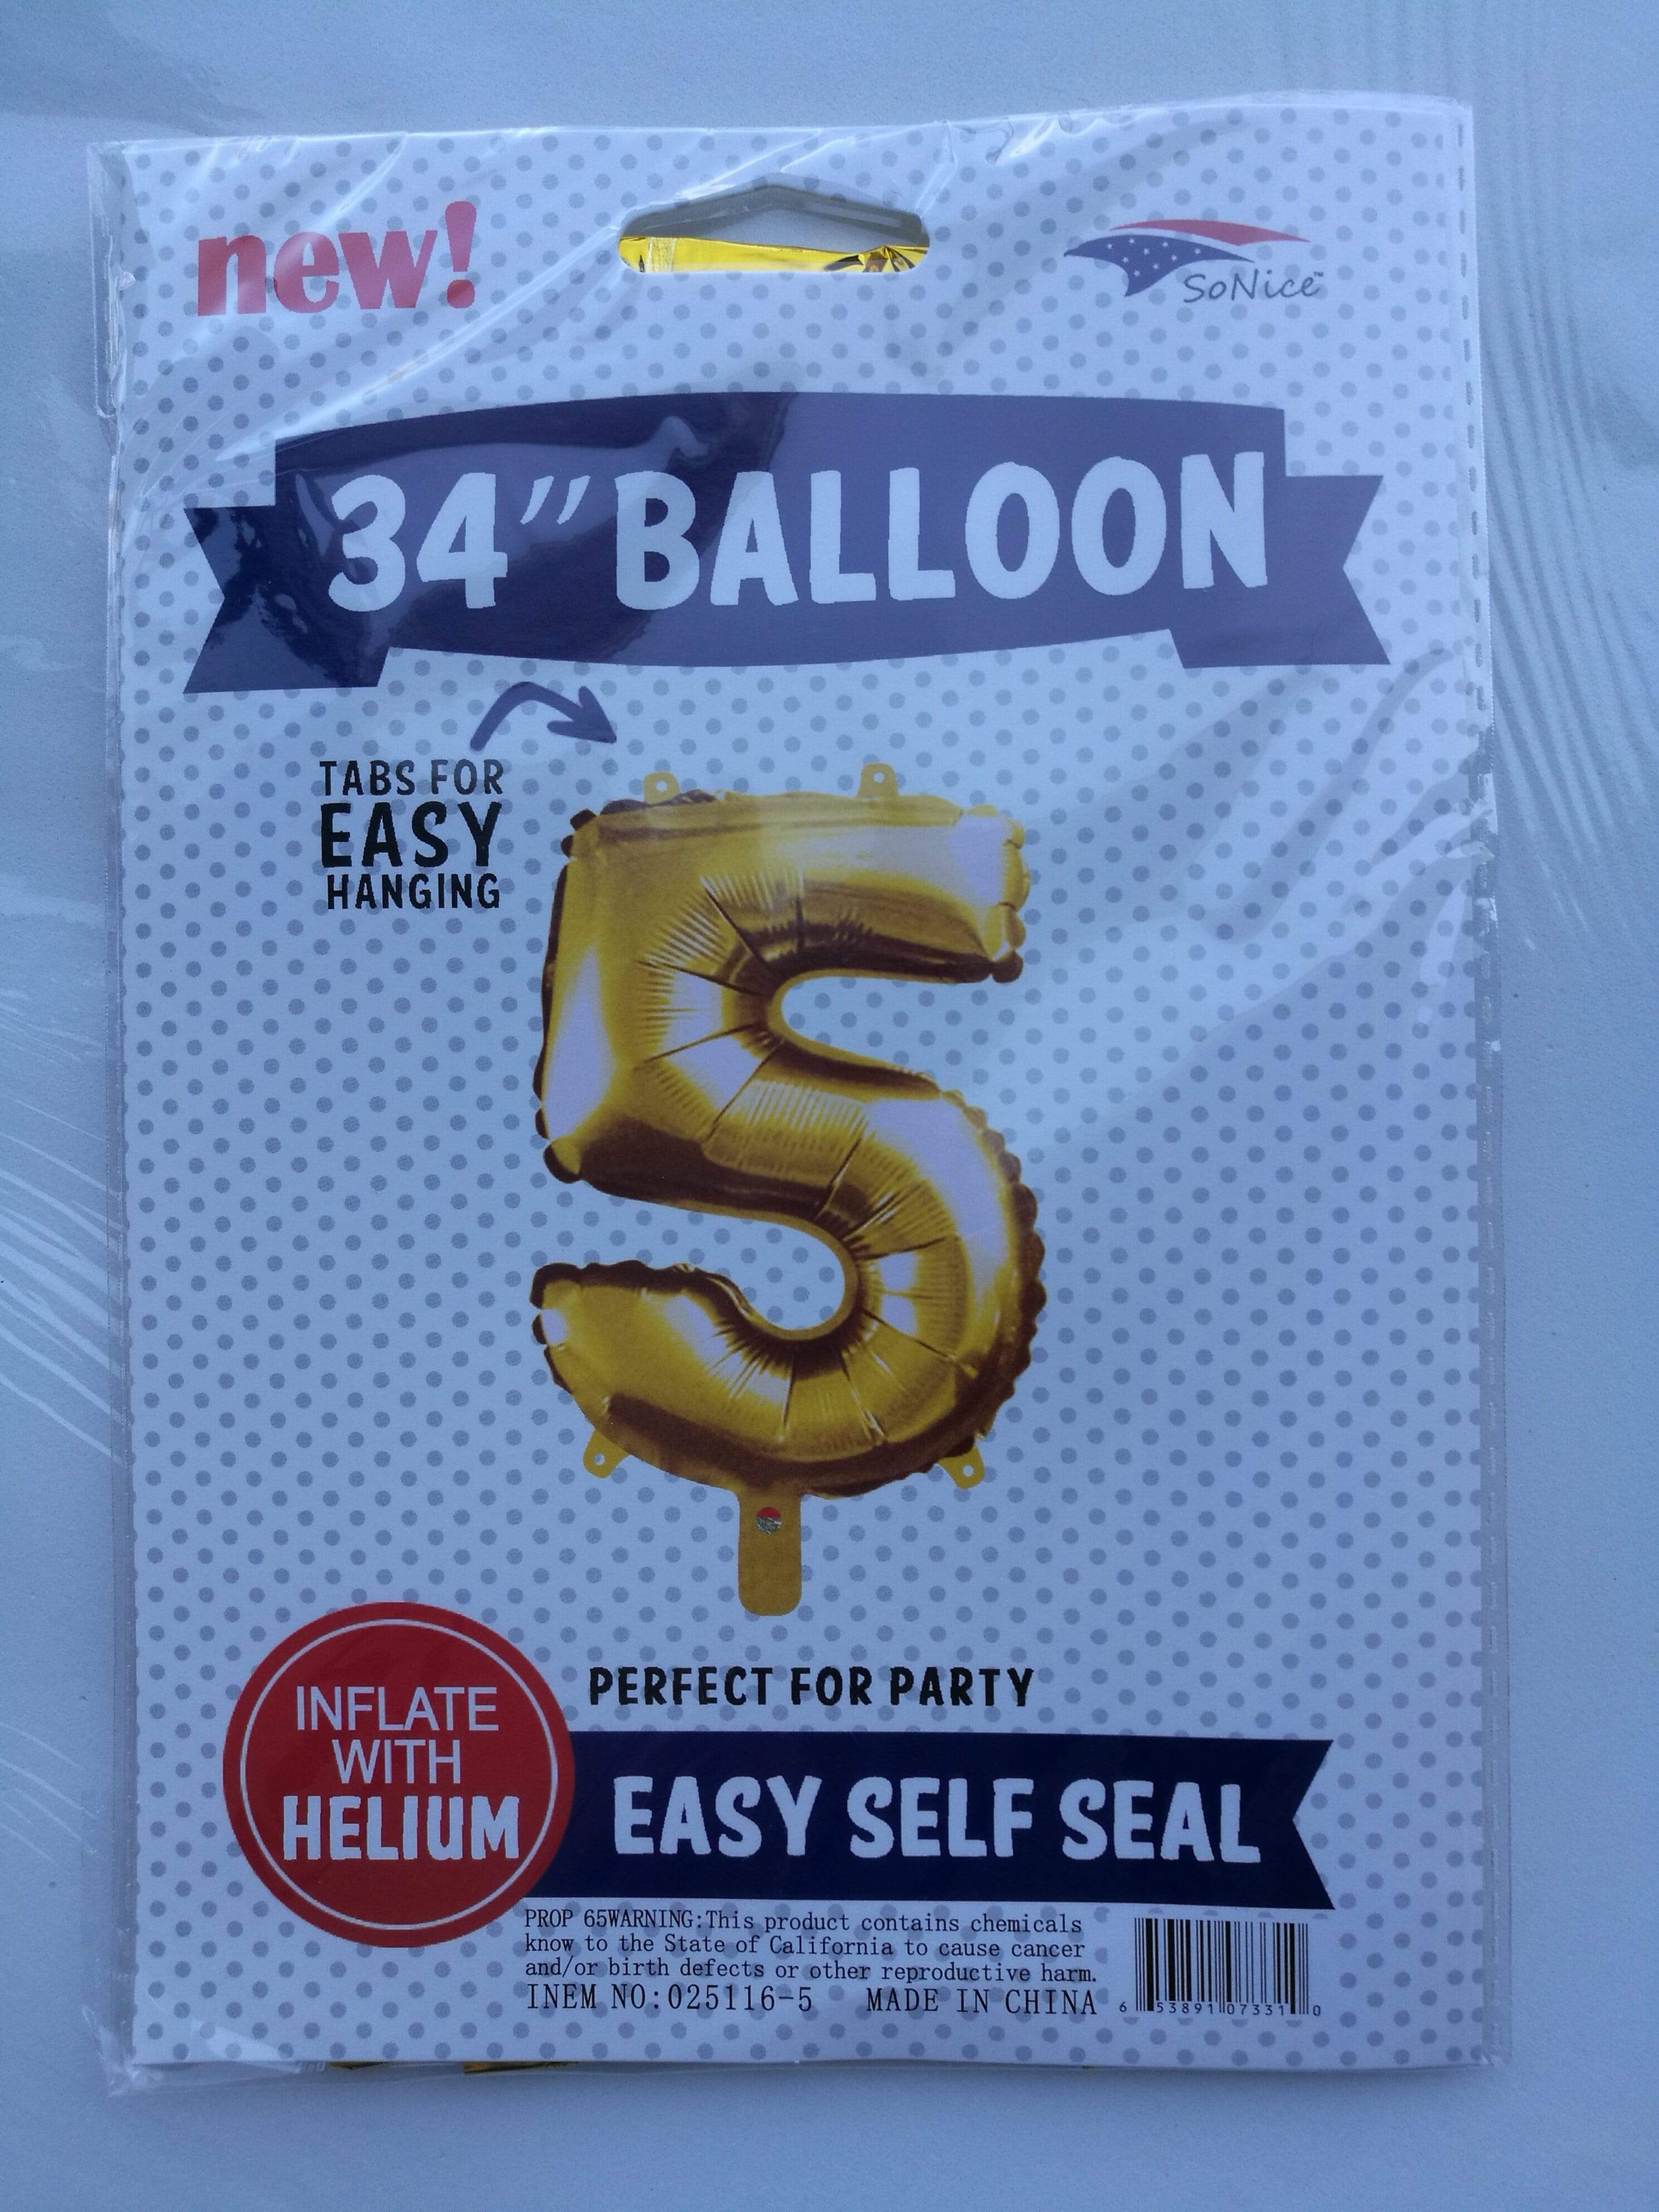 new!
SoNice™
34” BALLOON
TABS FOR
EASY
HANGING
5
PERFECT FOR PARTY
INFLATE
WITH
HELIUM
EASY SELF SEAL
PROP 65WARNING:This product contains chemicals
know to the State of California to cause cancer
and/or birth defects or other reproductive harm.
INEM NO:025116-5 MADE IN CHINA
6 53891 07331 0